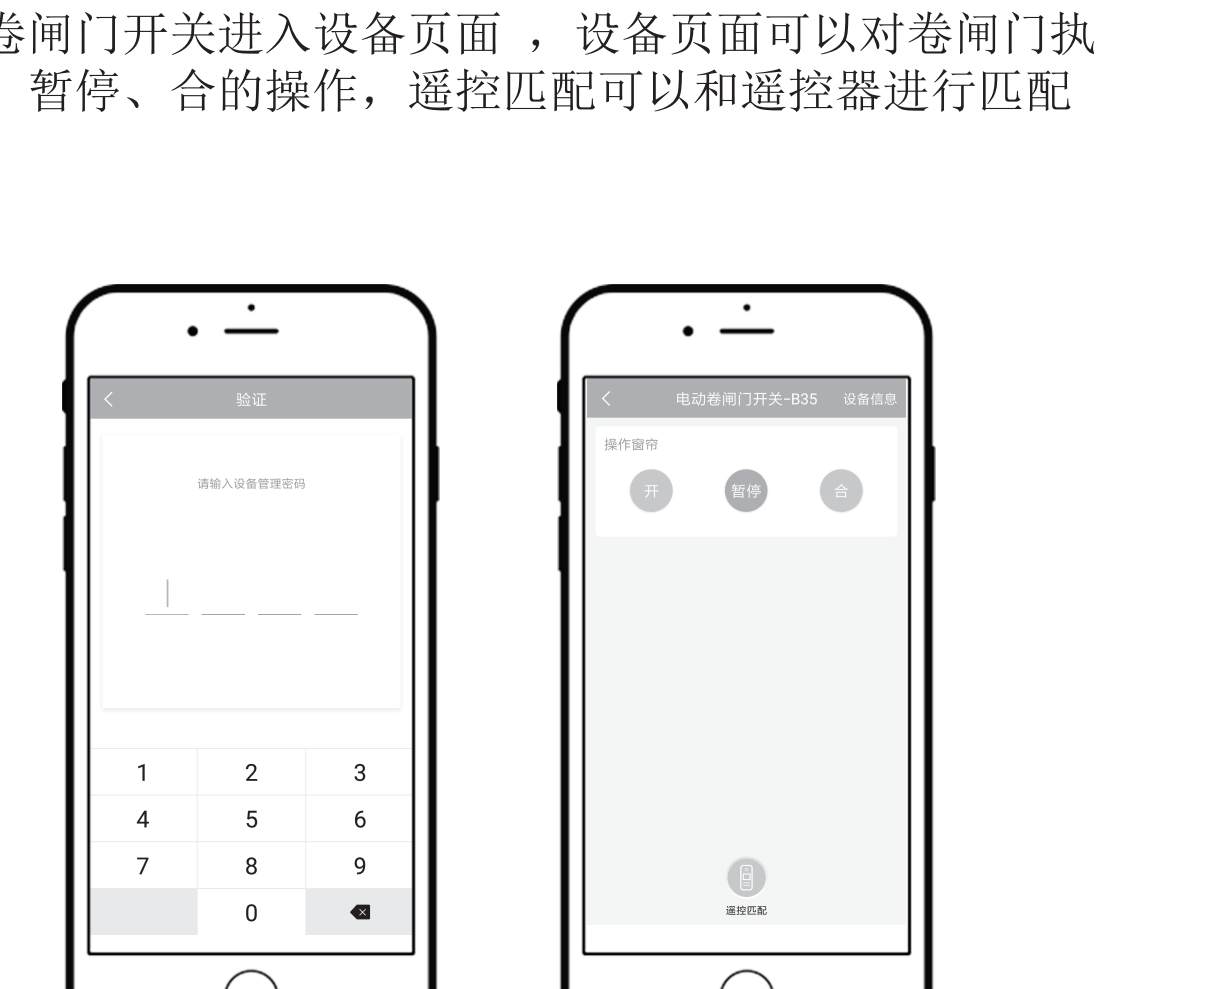 卷闸门开关进入设备页面 ，设备页面可以对卷闸门执
暂停、合的操作，遥控匹配可以和遥控器进行匹配
验证
请输入设备管理密码
1 2 3
4 5 6
7 8 9
0
电动卷闸门开关-B35 设备信息
操作窗帘
开 暂停 合
遥控匹配